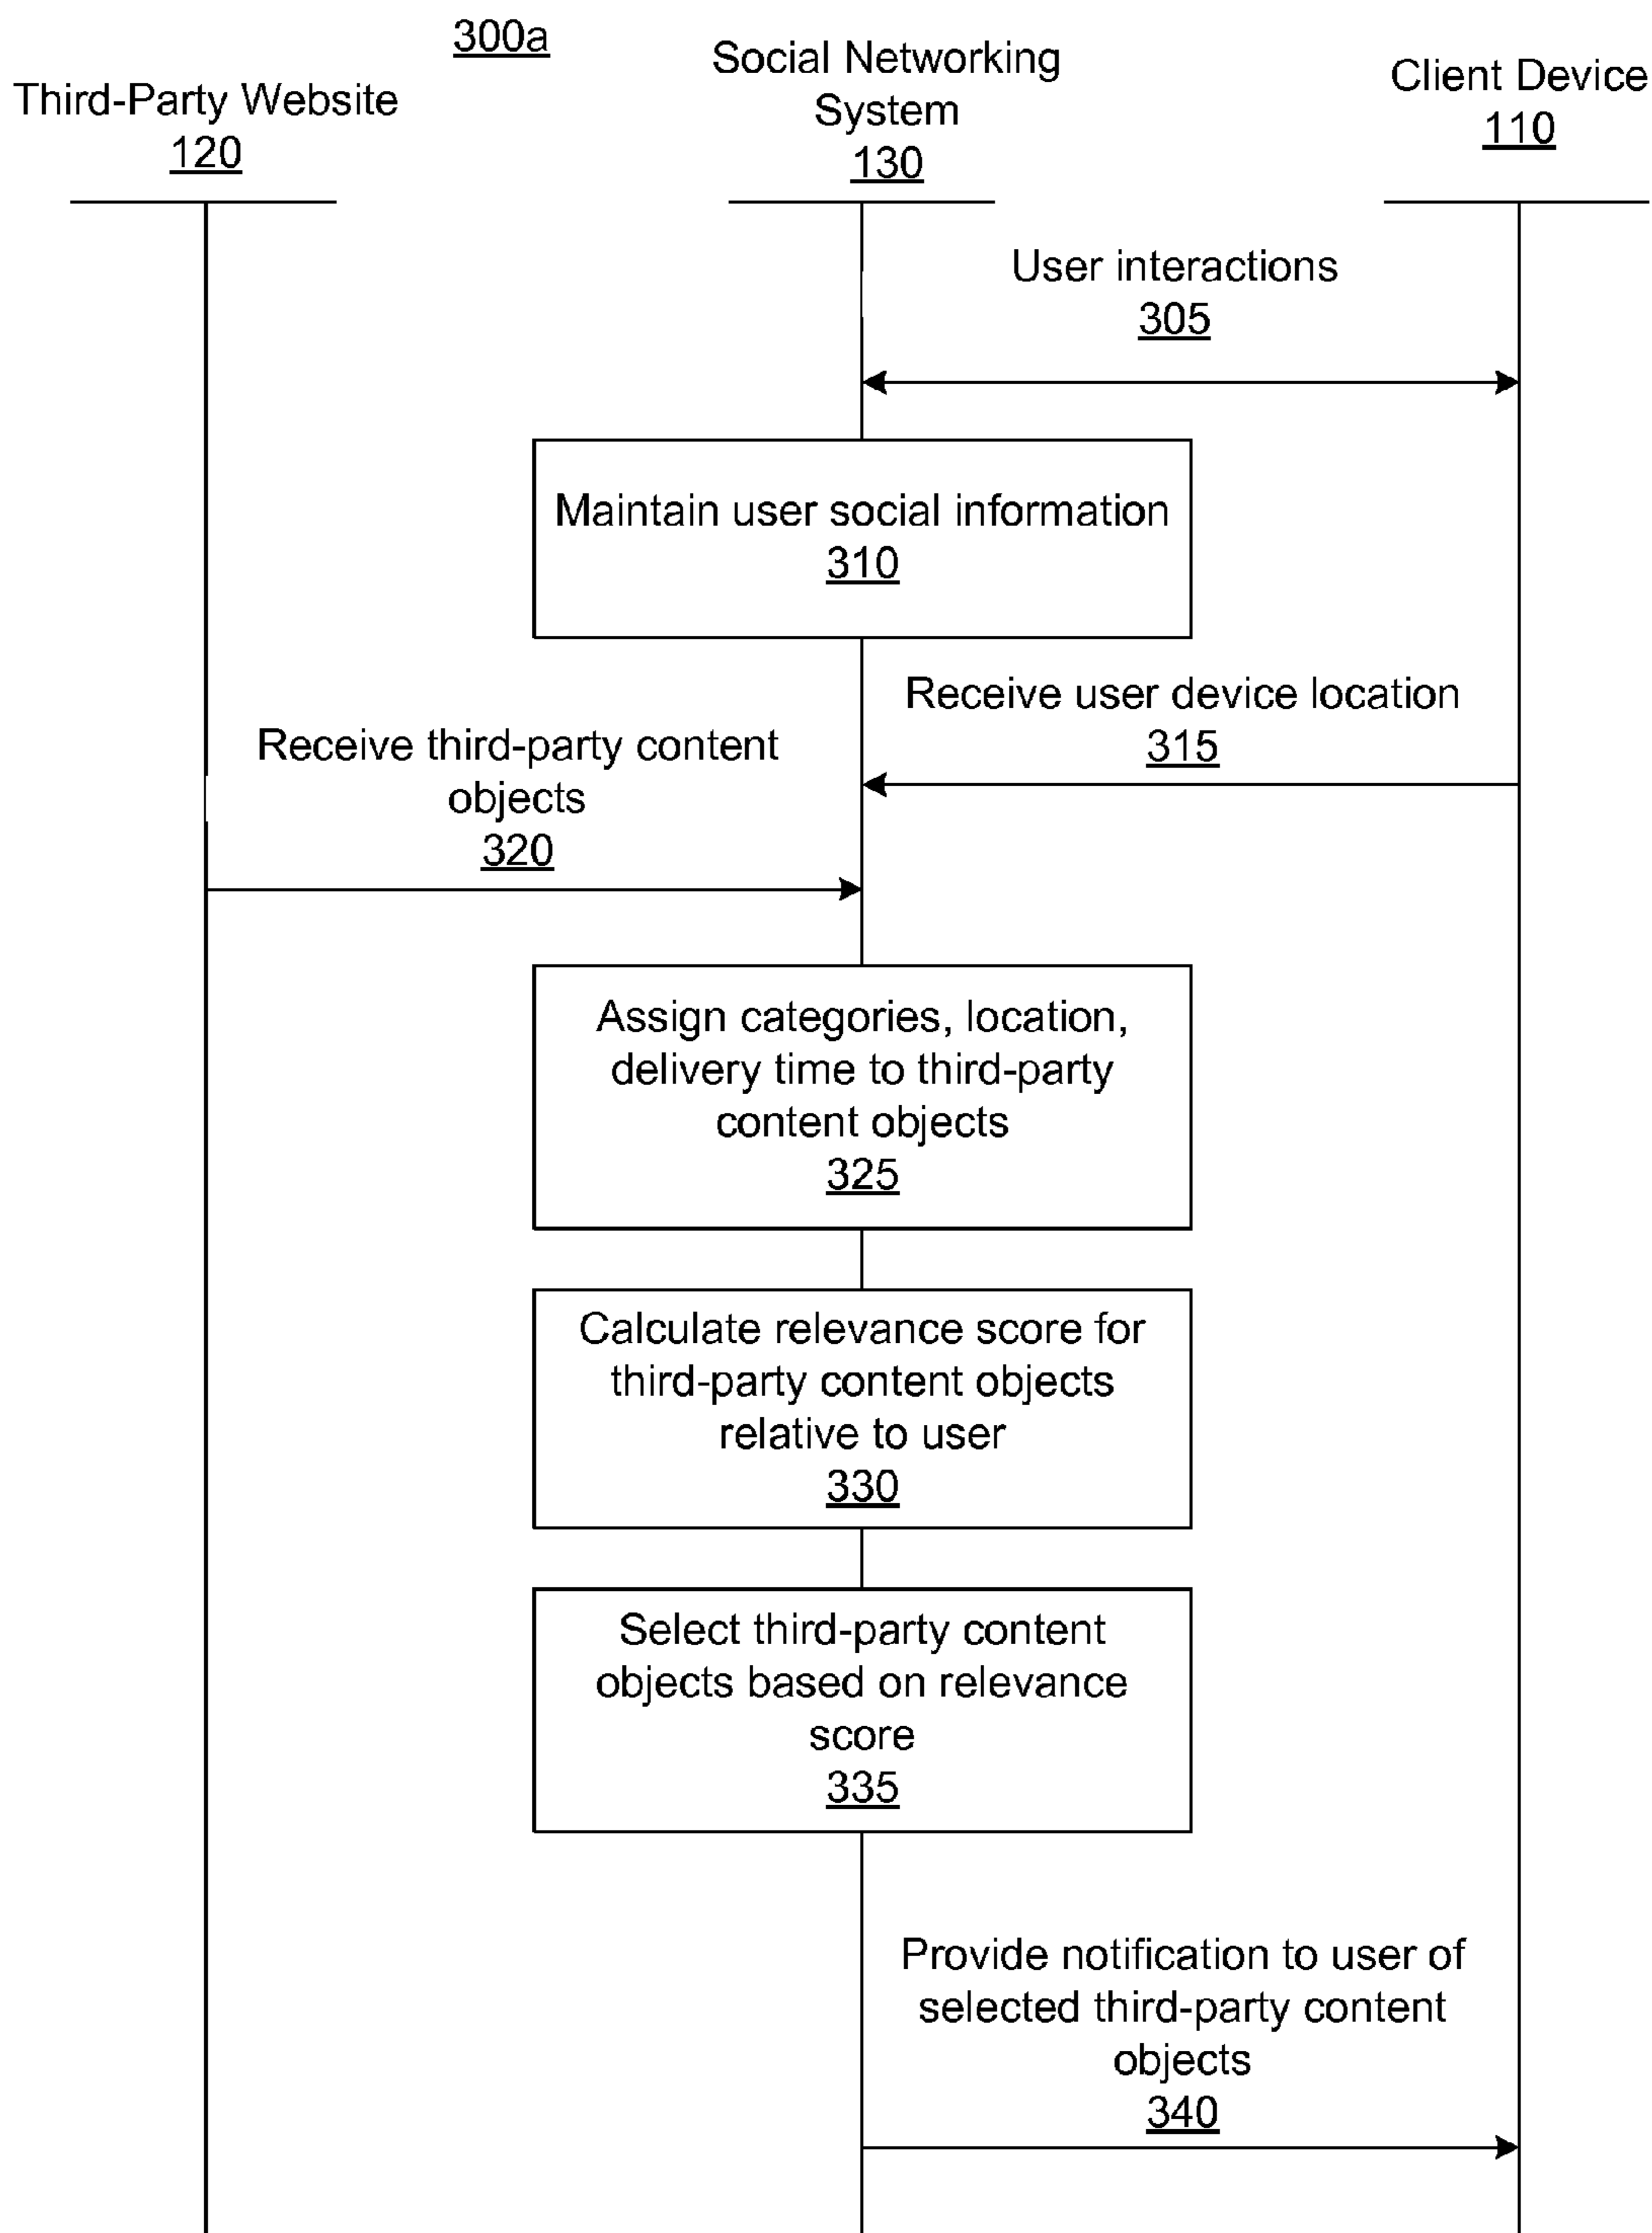 300a
Third-Party Website
120
Social Networking
System
130
Client Device
110
User interactions
305
Maintain user social information
310
Receive user device location
315
Receive third-party content
objects
320
Assign categories, location,
delivery time to third-party
content objects
325
Calculate relevance score for
third-party content objects
relative to user
330
Select third-party content
objects based on relevance
score
335
Provide notification to user of
selected third-party content
objects
340